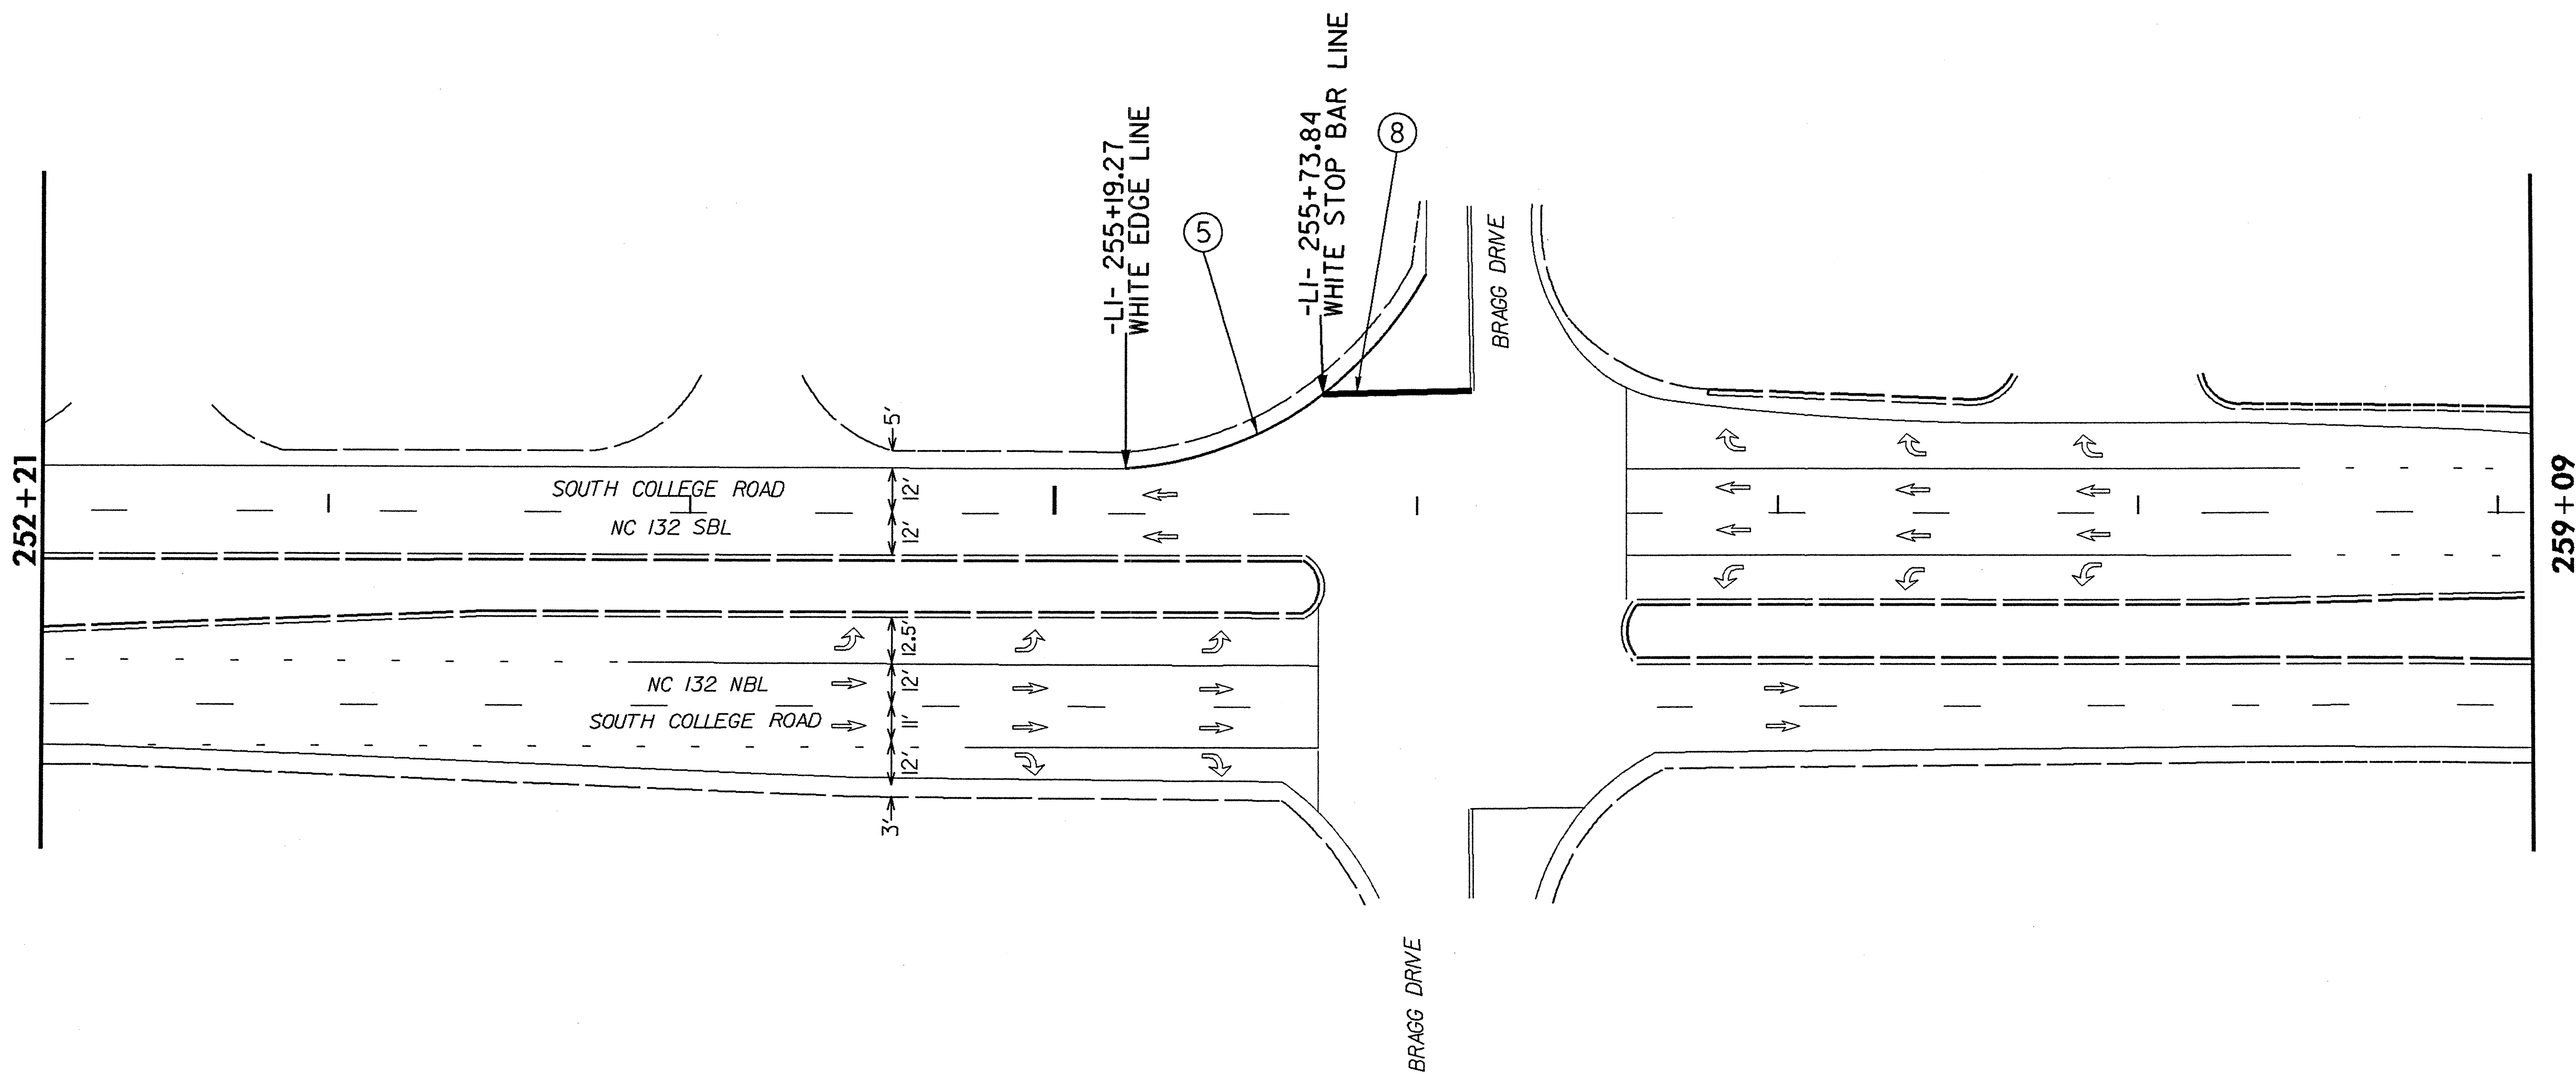 252+21
-L1- 255+19.27
WHITE EDGE LINE
-L1- 255+73.84
WHITE STOP BAR LINE
8
5
BRAGG DRIVE
5'
SOUTH COLLEGE ROAD
12'
NC 132 SBL
12'
12.5'
NC 132 NBL
12'
SOUTH COLLEGE ROAD
11'
12'
3'
BRAGG DRIVE
259+09